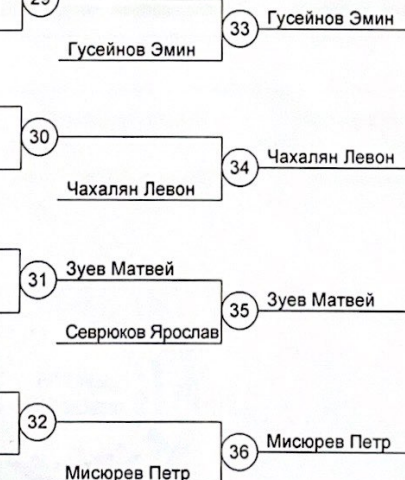 29
33
Гусейнов Эмин
Гусейнов Эмин
30
34
Чахалян Левон
Чахалян Левон
31
Зуев Матвей
35
Зуев Матвей
Севрюков Ярослав
32
36
Мисюрев Петр
Мисюрев Петр